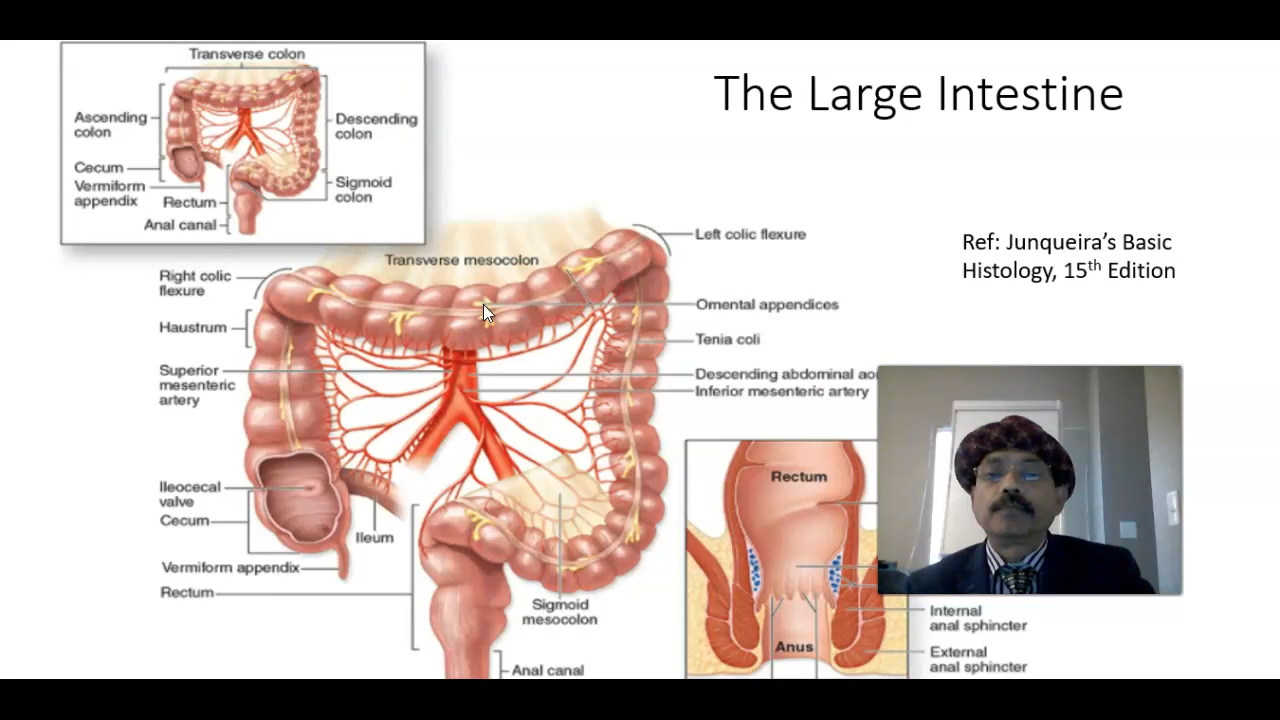 The Large Intestine
Ref: Junqueira’s Basic
Histology, 15th Edition
Transverse colon
Ascending
colon
Descending
colon
Cecum
Vermiform
appendix
Sigmoid
colon
Rectum
Anal canal
Left colic flexure
Transverse mesocolon
Right colic
flexure
Omental appendices
Haustrum
Tenia coli
Superior
mesenteric
artery
Descending abdominal
Inferior mesenteric artery
Rectum
Ileocecal
valve
Cecum
Ileum
Vermiform appendix
Rectum
Sigmoid
mesocolon
Internal
anal sphincter
Anus
External
anal sphincter
Anal canal